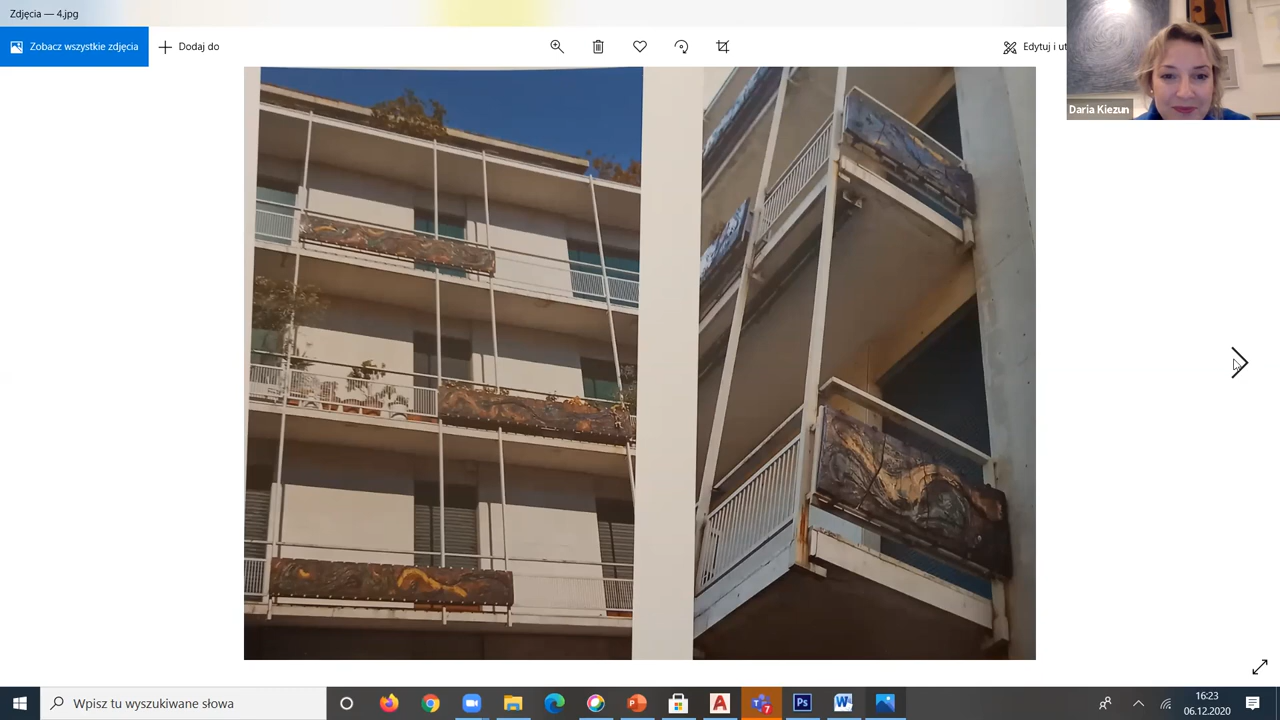 Zdjęcia — 4.jpg
Zobacz wszystkie zdjęcia
Dodaj do
Edytuj i ut
Daria Kiezun
Wpisz tu wyszukiwane słowa
7
16:23
06.12.2020